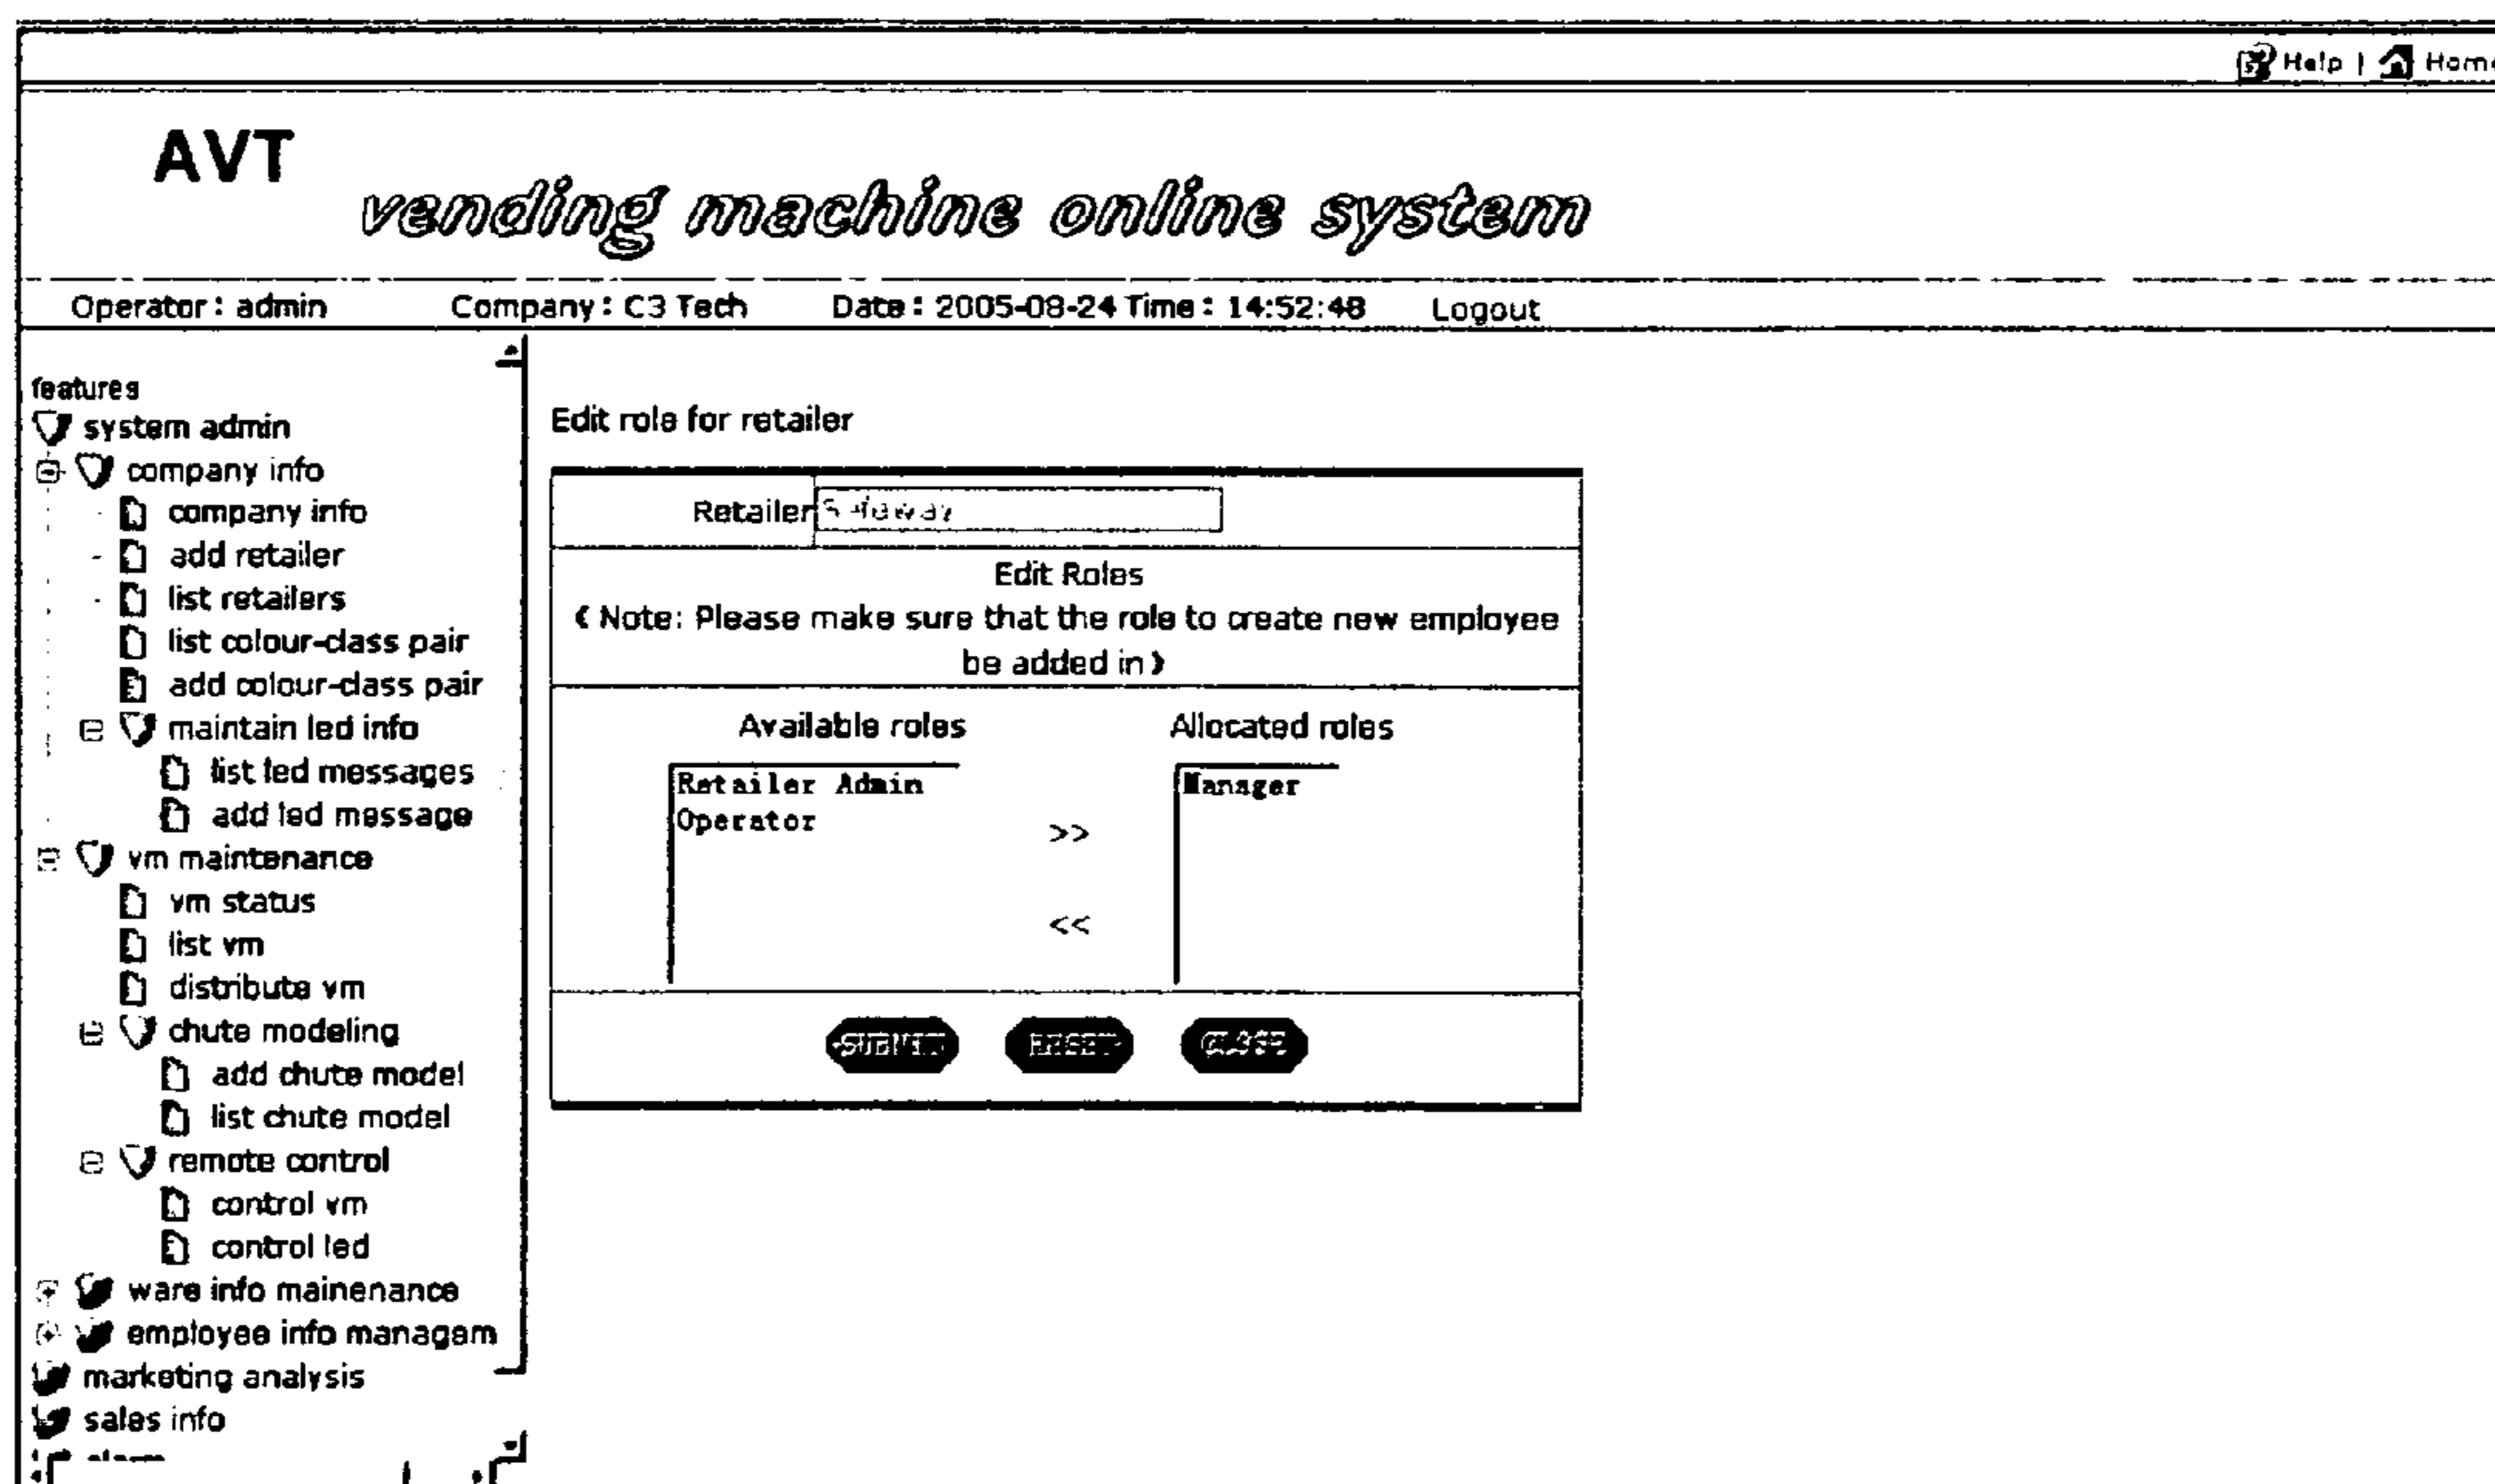 Help | Home
AVT
vending machine online system
Operator : admin Company : C3 Tech Date : 2005-08-24 Time : 14:52:48 Logout
features
system admin
company info
company info
add retailer
list retailers
list colour-class pair
add colour-class pair
maintain led info
list led messages
add led message
vm maintenance
vm status
list vm
distribute vm
chute modeling
add chute model
list chute model
remote control
control vm
control led
ware info mainenance
employee info managem
marketing analysis
sales info
Edit role for retailer
Retailer Safeway
Edit Roles
( Note: Please make sure that the role to create new employee
be added in )
Available roles Allocated roles
Retailer Admin Manager
Operator
>>
<<